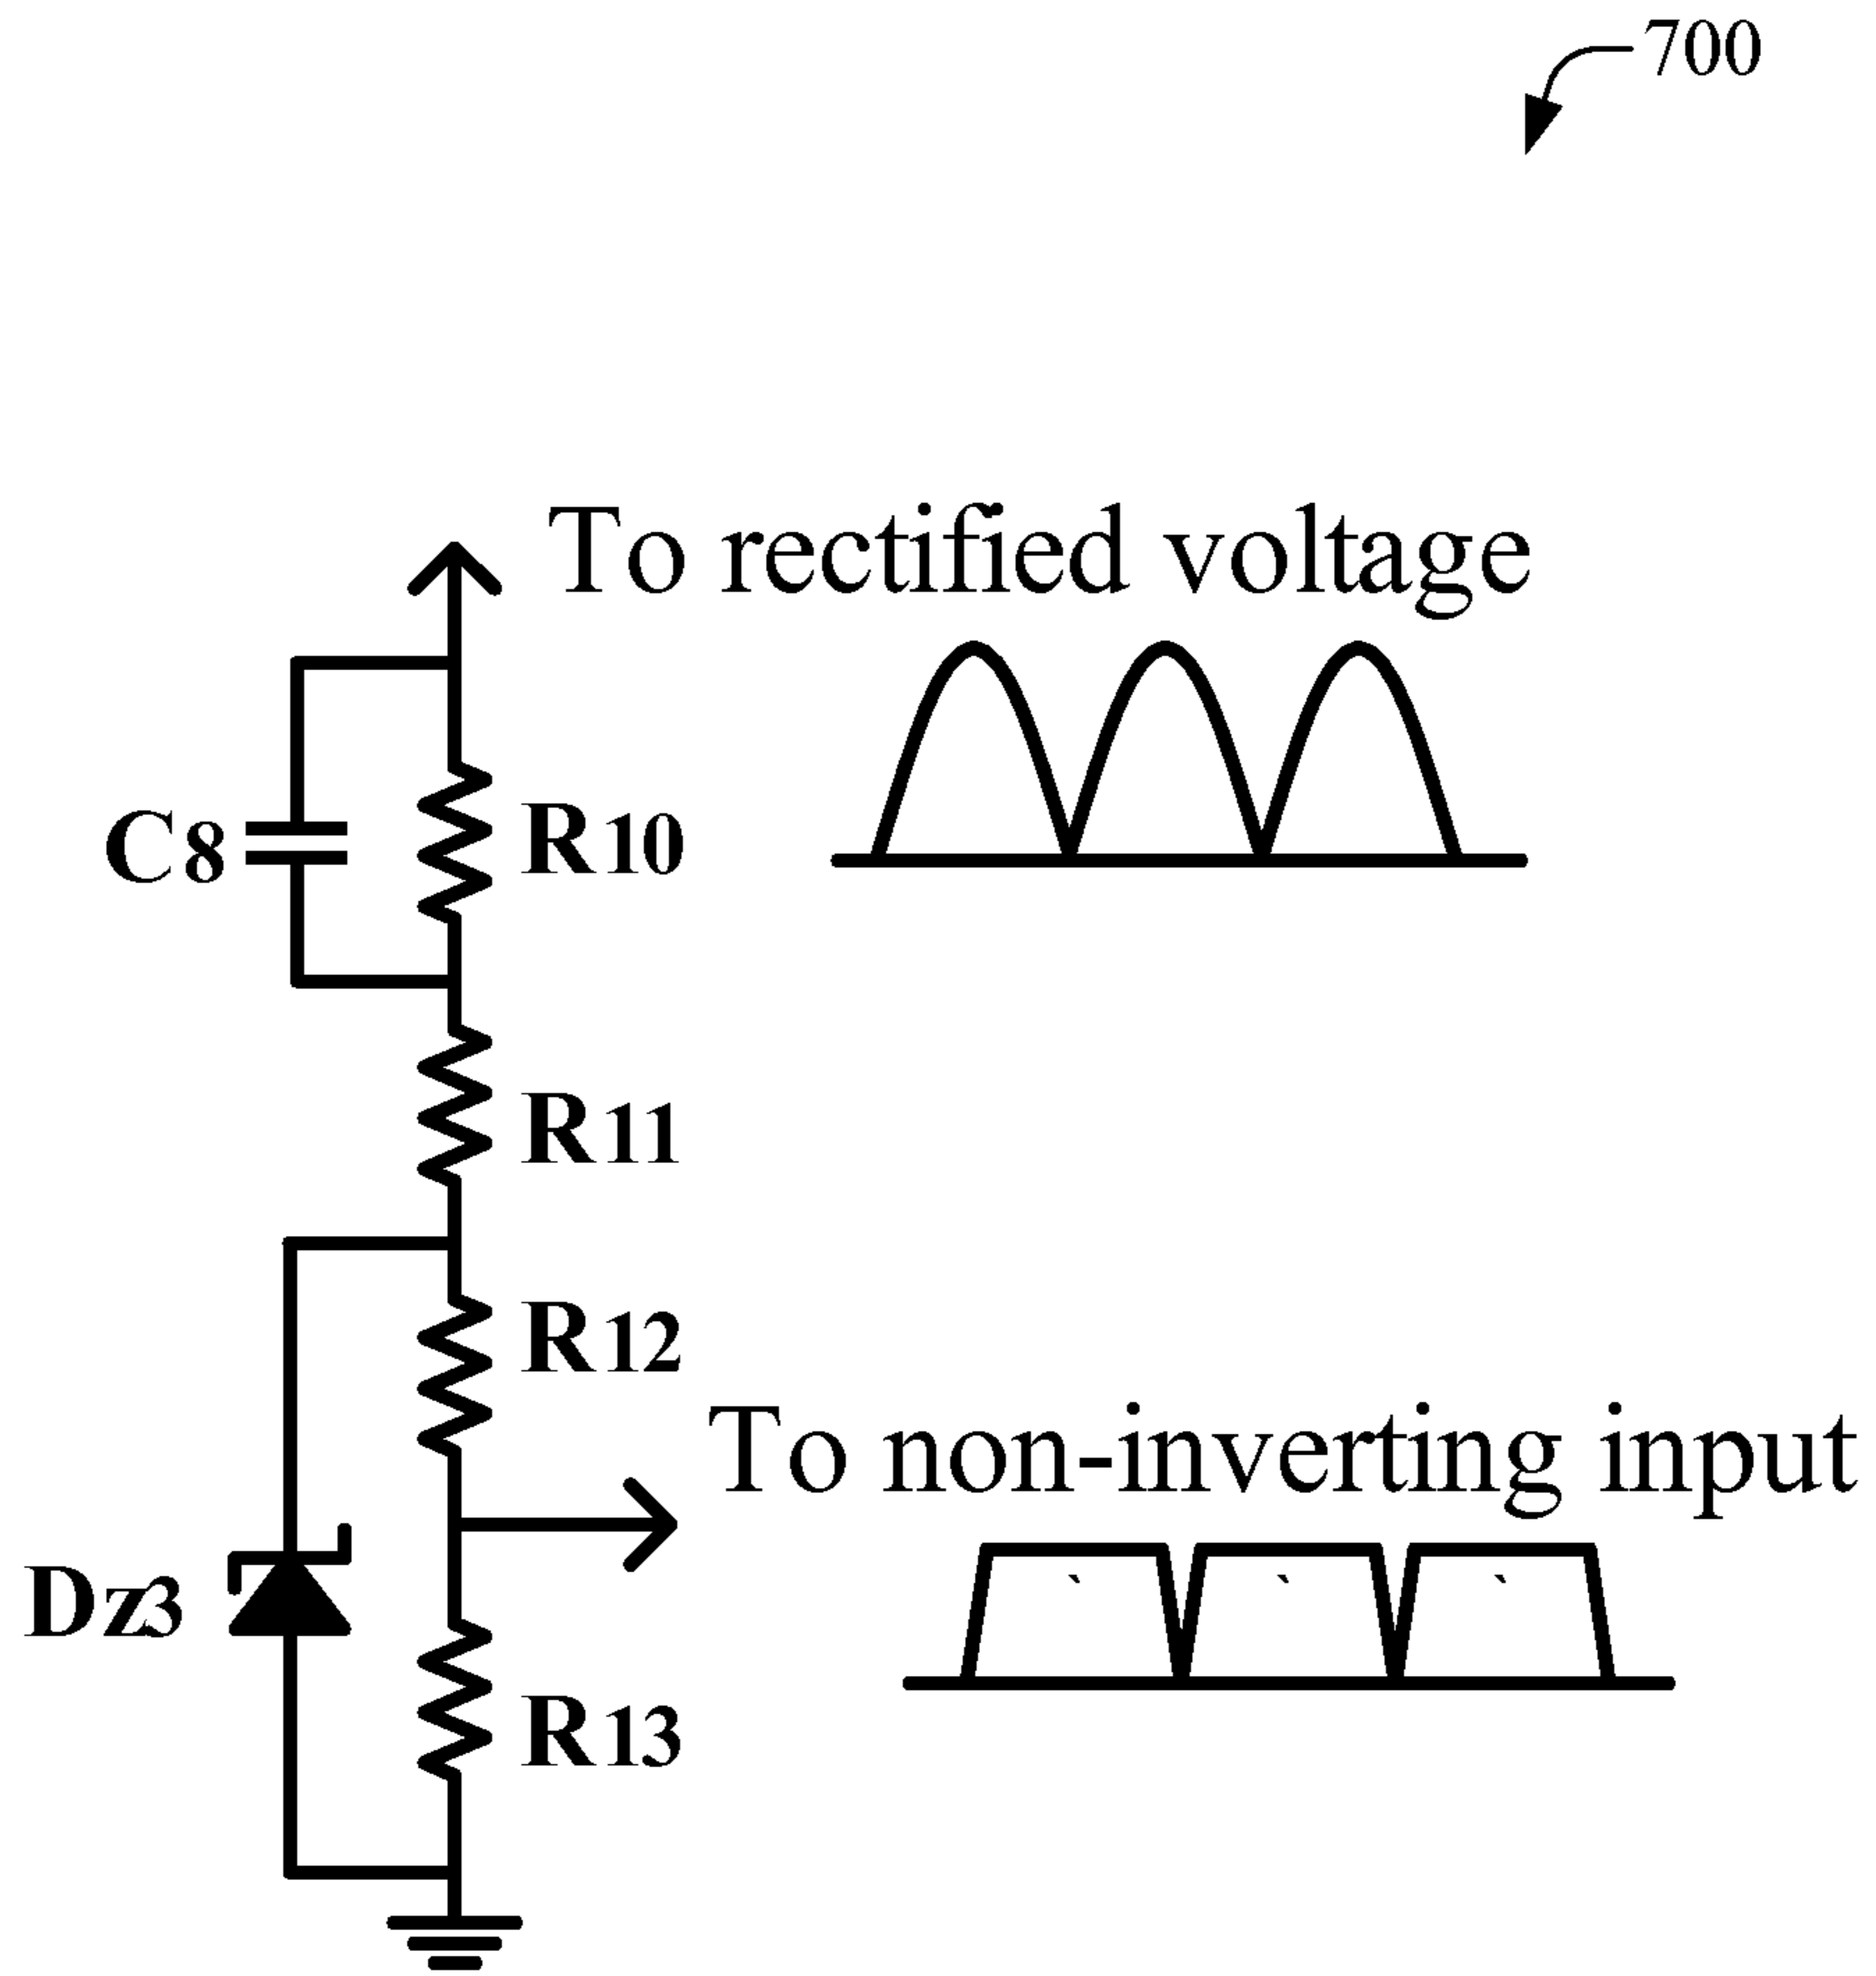 700
To rectified voltage
C8
R10
R11
R12
To non-inverting input
Dz3
R13